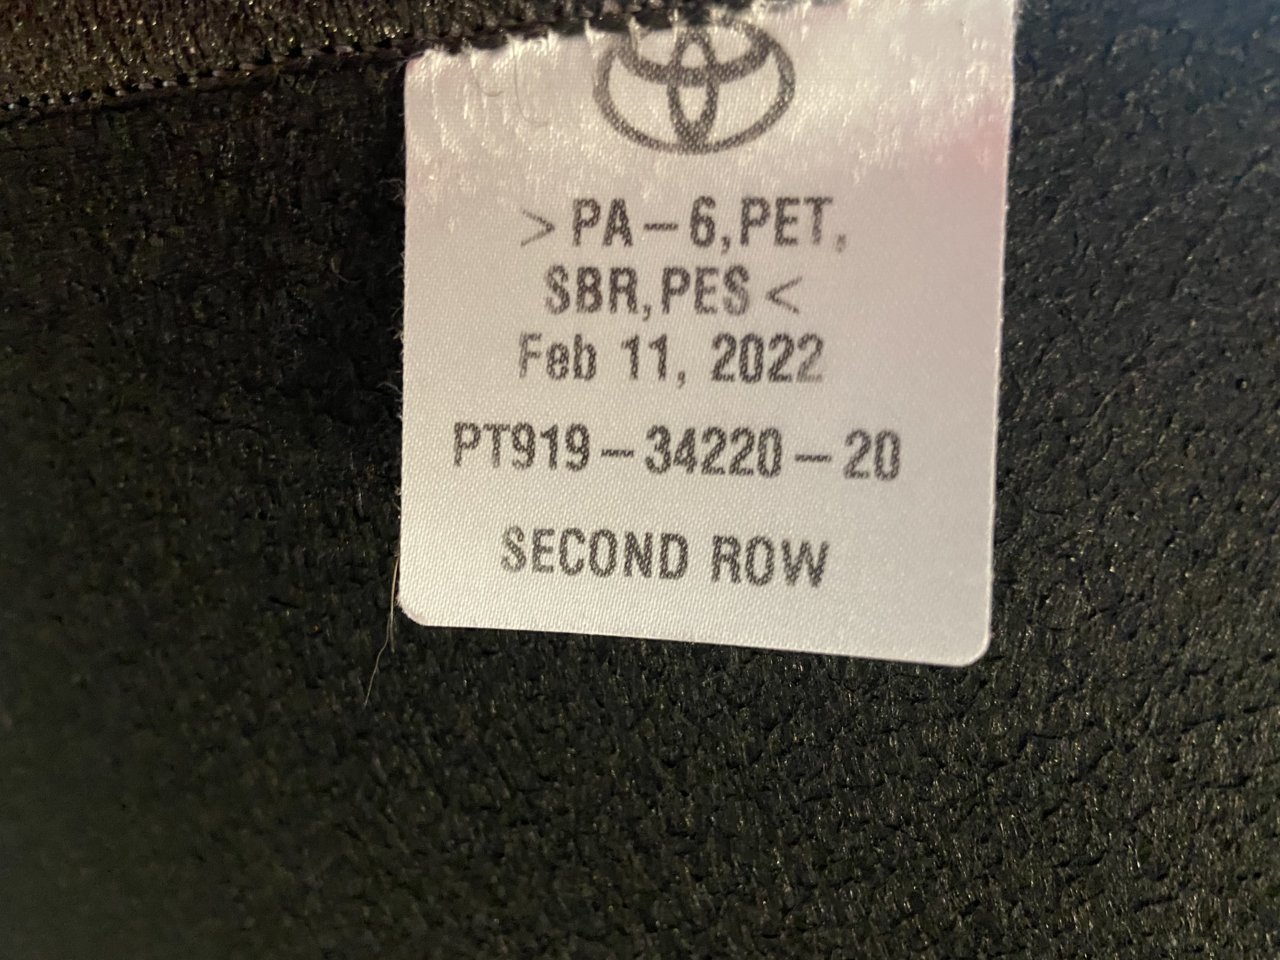 >PA-6,PET,
SBR,PES<
Feb 11, 2022
PT919-34220-20
SECOND ROW